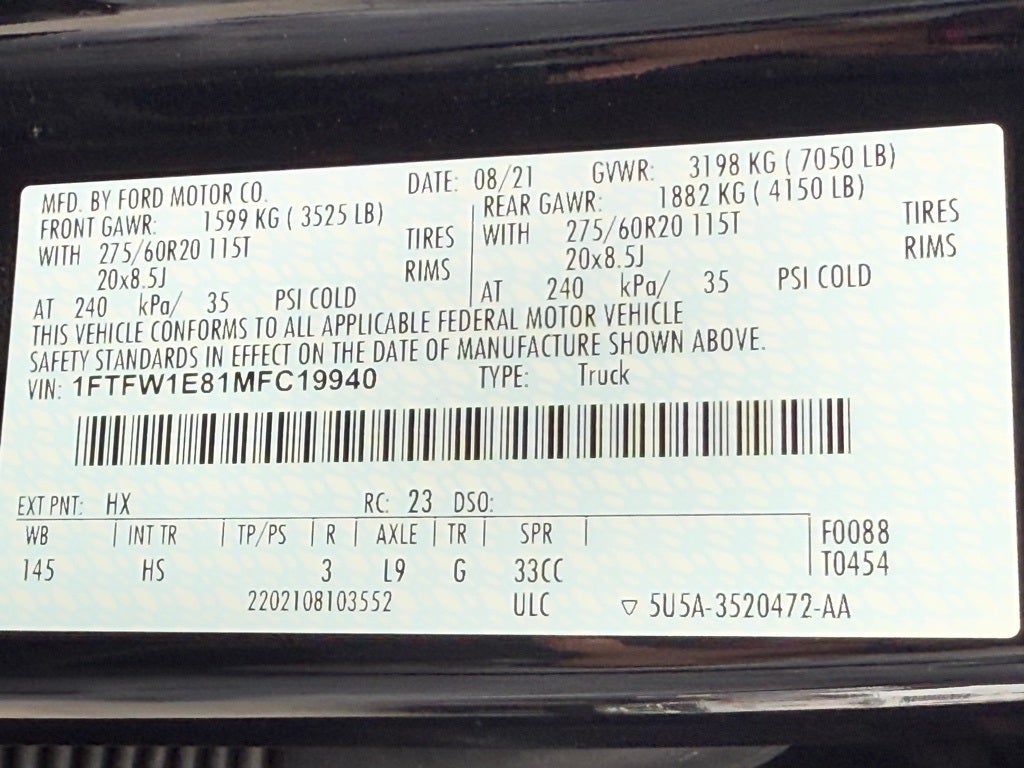 MFD. BY FORD MOTOR CO. DATE: 08/21 GVWR: 3198 KG ( 7050 LB)
FRONT GAWR: 1599 KG ( 3525 LB) REAR GAWR: 1882 KG ( 4150 LB)
WITH 275/60R20 115T TIRES WITH 275/60R20 115T TIRES
20x8.5J RIMS 20x8.5J RIMS
AT 240 kPa/ 35 PSI COLD AT 240 kPa/ 35 PSI COLD
THIS VEHICLE CONFORMS TO ALL APPLICABLE FEDERAL MOTOR VEHICLE
SAFETY STANDARDS IN EFFECT ON THE DATE OF MANUFACTURE SHOWN ABOVE.
VIN: 1FTFW1E81MFC19940 TYPE: Truck
EXT PNT: HX RC: 23 DSO:
WB INT TR TP/PS R AXLE TR SPR F0088
145 HS 3 L9 G 33CC T0454
2202108103552 ULC ▽ 5U5A-3520472-AA